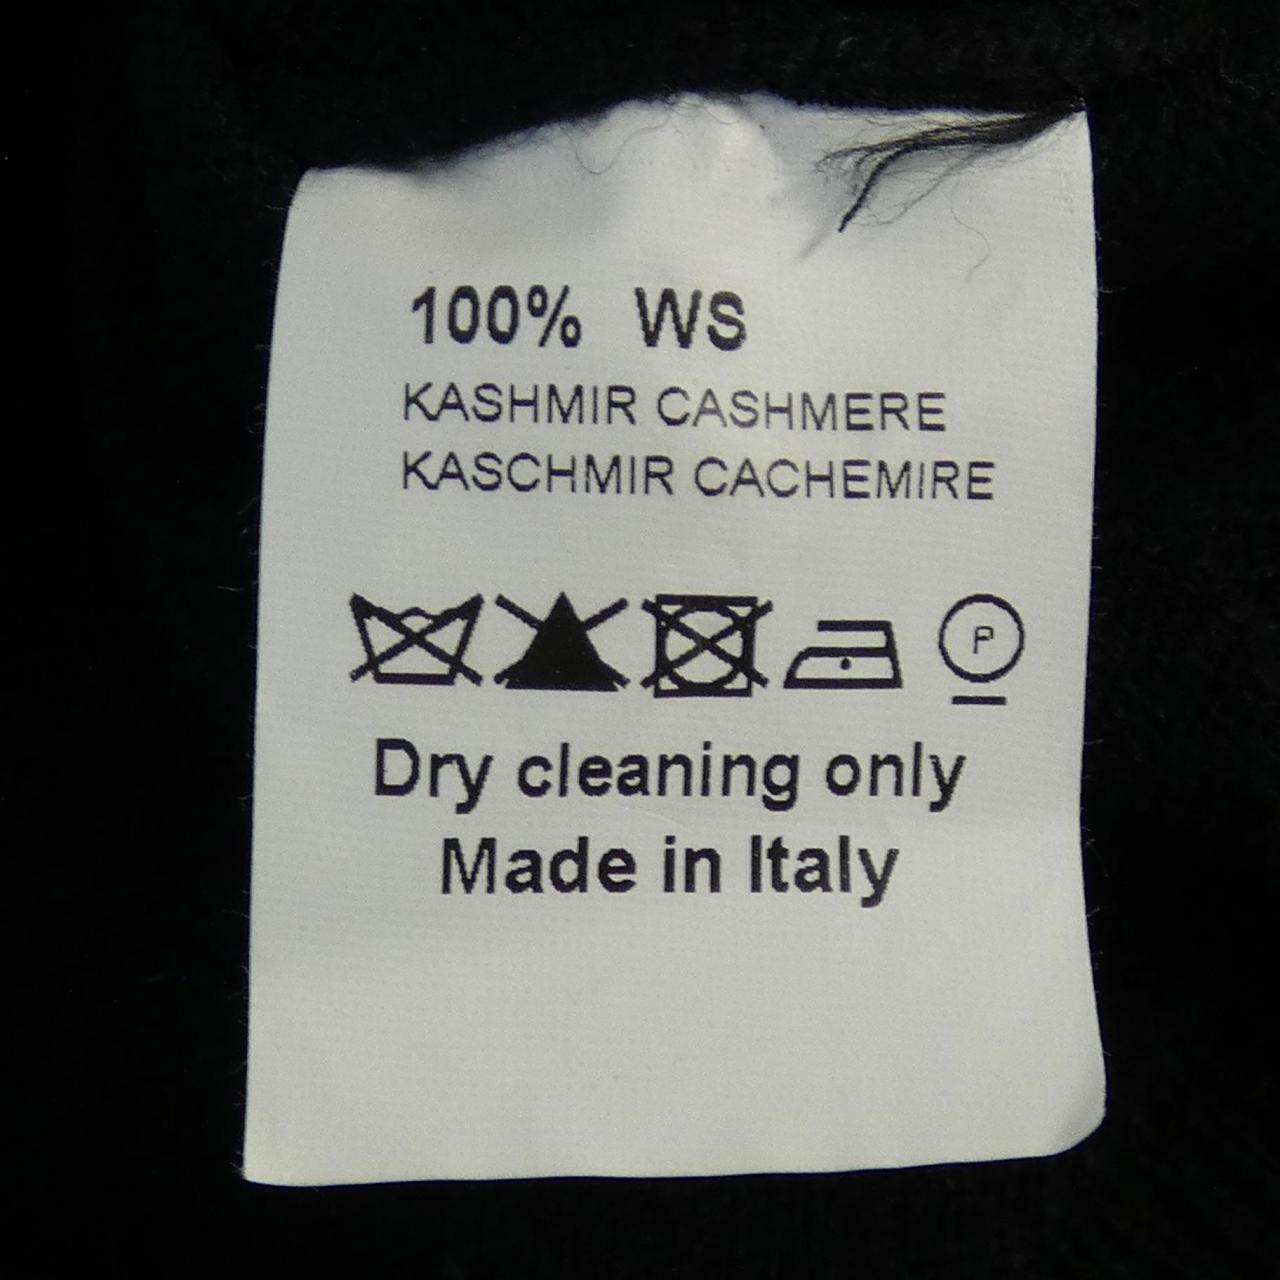 100% WS
KASHMIR CASHMERE
KASCHMIR CACHEMIRE
P
Dry cleaning only
Made in Italy